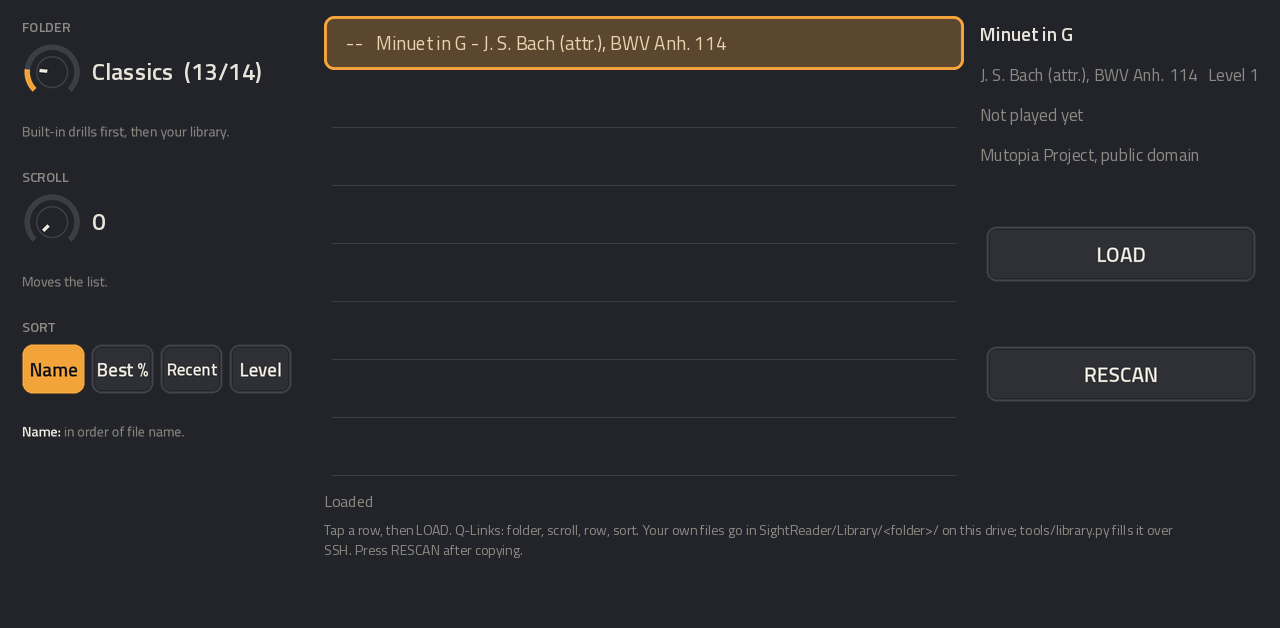 FOLDER
Classics (13/14)
Built-in drills first, then your library.
SCROLL
0
Moves the list.
SORT
Name Best % Recent Level
Name: in order of file name.
-- Minuet in G - J. S. Bach (attr.), BWV Anh. 114
Loaded
Tap a row, then LOAD. Q-Links: folder, scroll, row, sort. Your own files go in SightReader/Library/<folder>/ on this drive; tools/library.py fills it over
SSH. Press RESCAN after copying.
Minuet in G
J. S. Bach (attr.), BWV Anh. 114 Level 1
Not played yet
Mutopia Project, public domain
LOAD
RESCAN